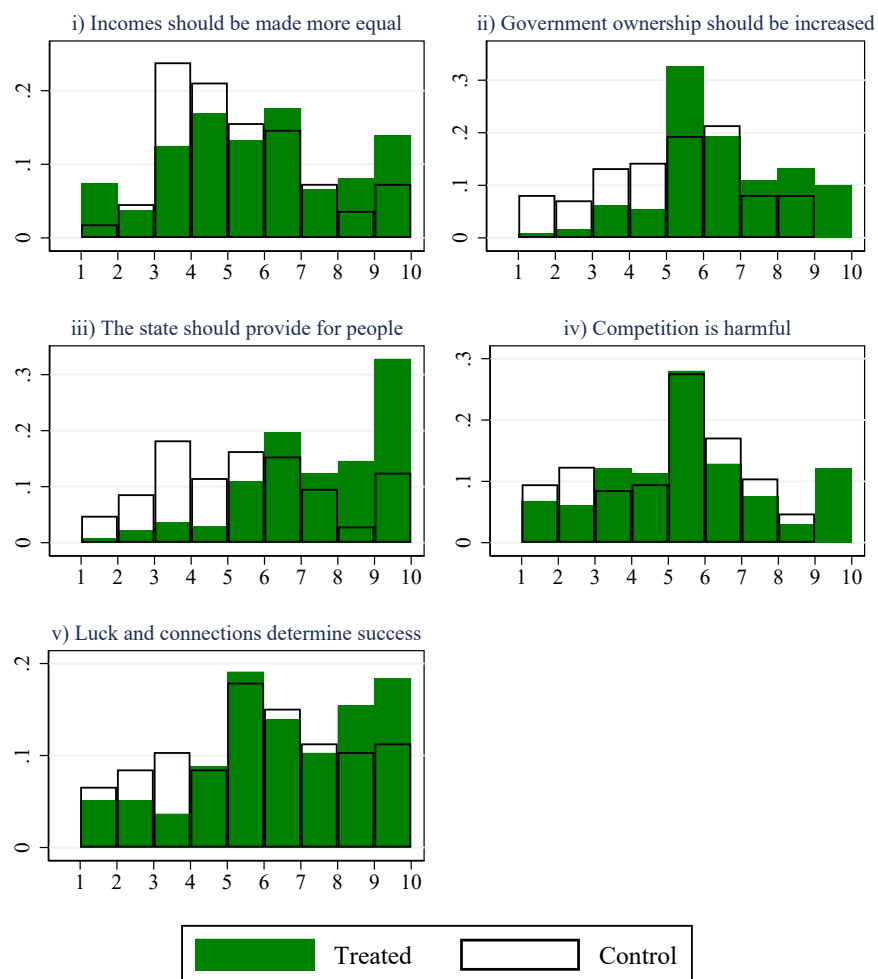 i) Incomes should be made more equal
.2
.1
0
1 2 3 4 5 6 7 8 9 10
ii) Government ownership should be increased
.3
.2
.1
0
1 2 3 4 5 6 7 8 9 10
iii) The state should provide for people
.3
.2
.1
0
1 2 3 4 5 6 7 8 9 10
iv) Competition is harmful
.3
.2
.1
0
1 2 3 4 5 6 7 8 9 10
v) Luck and connections determine success
.2
.1
0
1 2 3 4 5 6 7 8 9 10
Treated Control